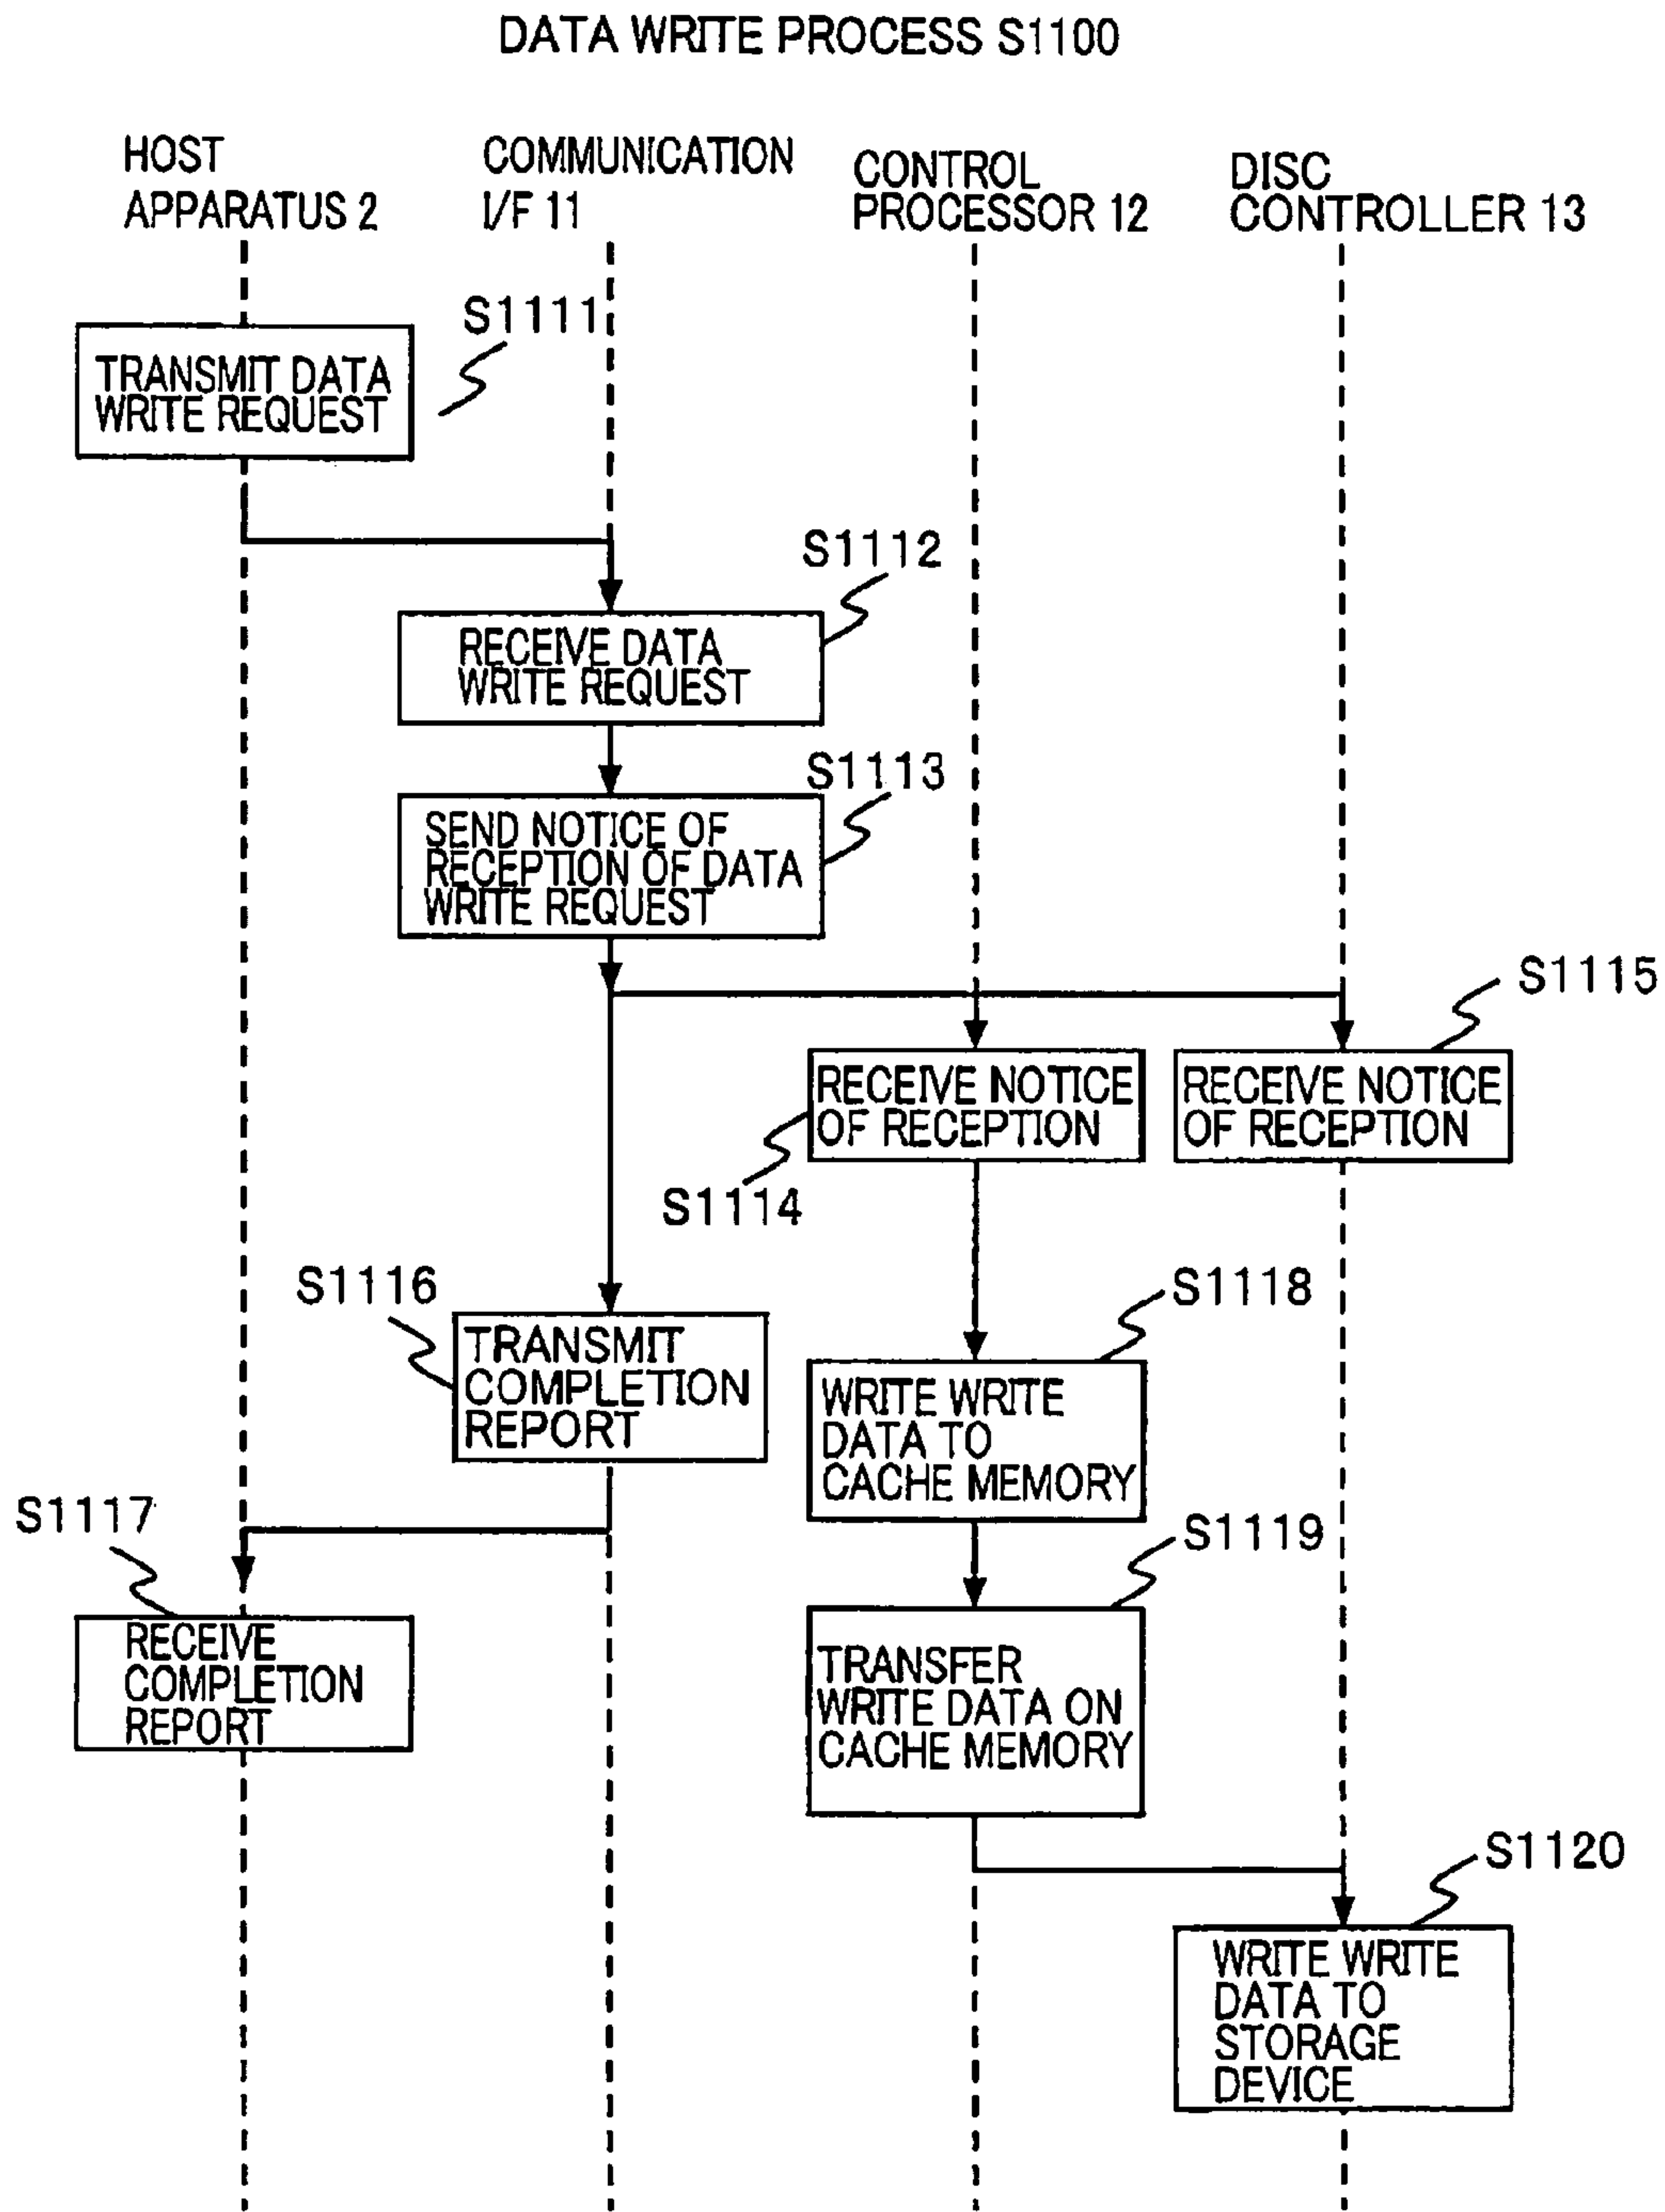 DATA WRITE PROCESS S1100
HOST
APPARATUS 2
COMMUNICATION
I/F 11
CONTROL
PROCESSOR 12
DISC
CONTROLLER 13
S1111
TRANSMIT DATA
WRITE REQUEST
S1112
RECEIVE DATA
WRITE REQUEST
S1113
SEND NOTICE OF
RECEPTION OF DATA
WRITE REQUEST
S1115
RECEIVE NOTICE
OF RECEPTION
RECEIVE NOTICE
OF RECEPTION
S1114
S1116
TRANSMIT
COMPLETION
REPORT
S1118
WRITE WRITE
DATA TO
CACHE MEMORY
S1117
RECEIVE
COMPLETION
REPORT
S1119
TRANSFER
WRITE DATA ON
CACHE MEMORY
S1120
WRITE WRITE
DATA TO
STORAGE
DEVICE